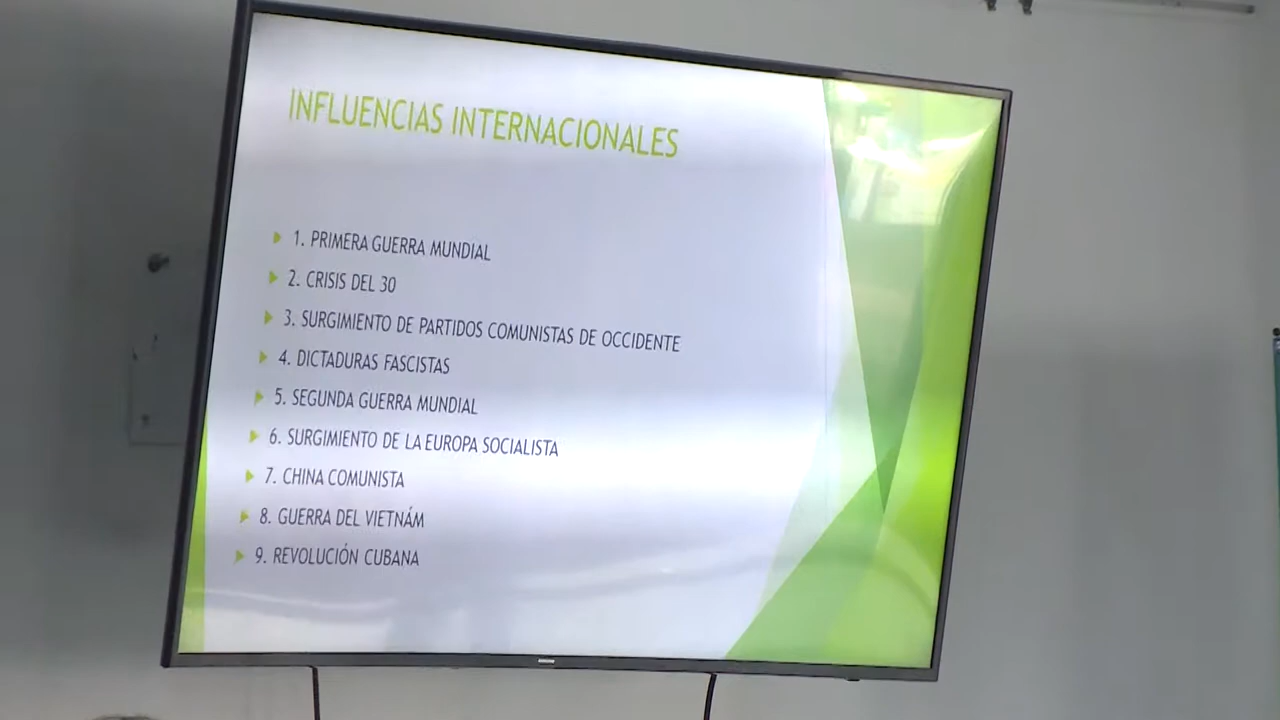 INFLUENCIAS INTERNACIONALES
1. PRIMERA GUERRA MUNDIAL
2. CRISIS DEL 30
3. SURGIMIENTO DE PARTIDOS COMUNISTAS DE OCCIDENTE
4. DICTADURAS FASCISTAS
5. SEGUNDA GUERRA MUNDIAL
6. SURGIMIENTO DE LA EUROPA SOCIALISTA
7. CHINA COMUNISTA
8. GUERRA DEL VIETNÁM
9. REVOLUCIÓN CUBANA